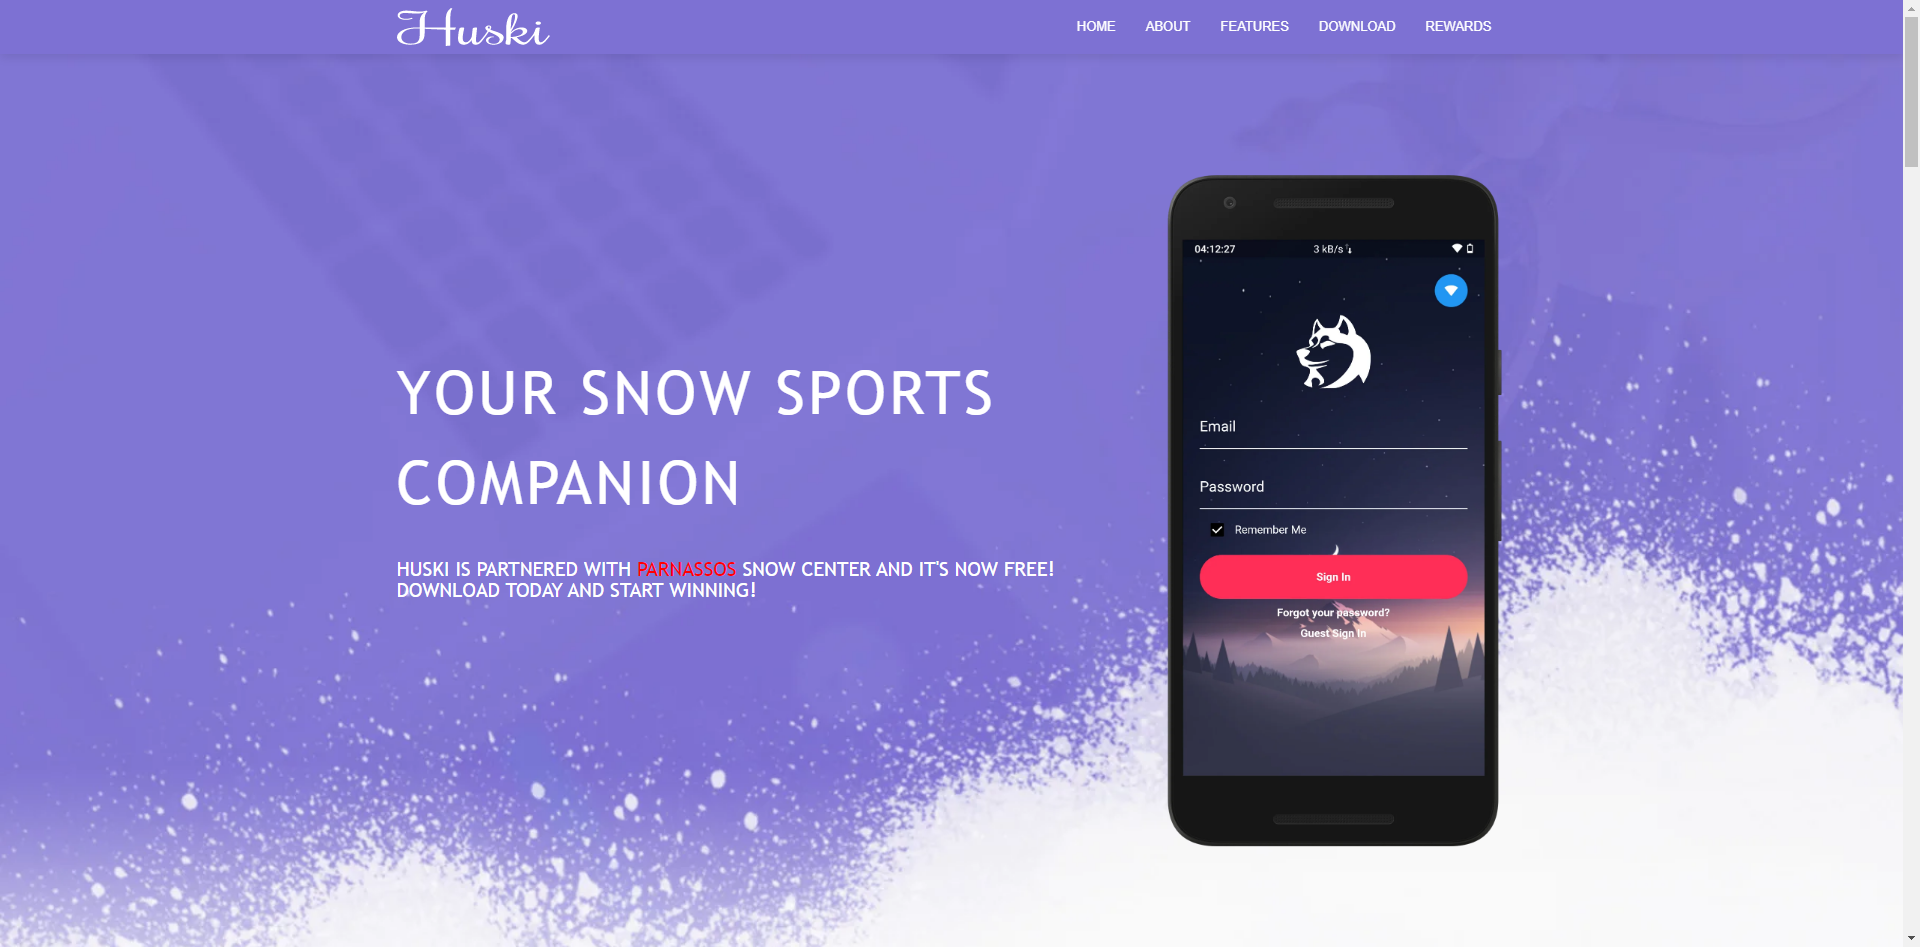 Huski
HOME ABOUT FEATURES DOWNLOAD REWARDS
YOUR SNOW SPORTS
COMPANION
HUSKI IS PARTNERED WITH PARNASSOS SNOW CENTER AND IT'S NOW FREE!
DOWNLOAD TODAY AND START WINNING!
04:12:27 3 kB/s
Email
Password
Remember Me
Sign In
Forgot your password?
Guest Sign In